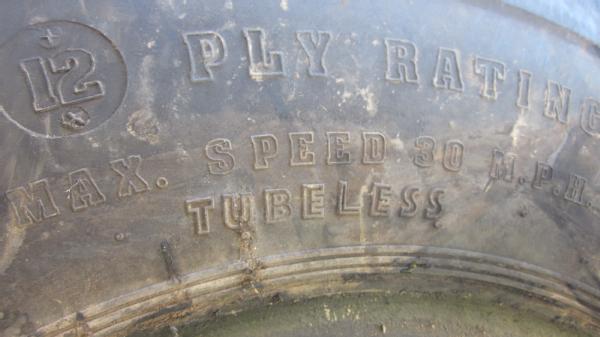 12 PLY RATING
MAX. SPEED 30 M.P.H.
TUBELESS